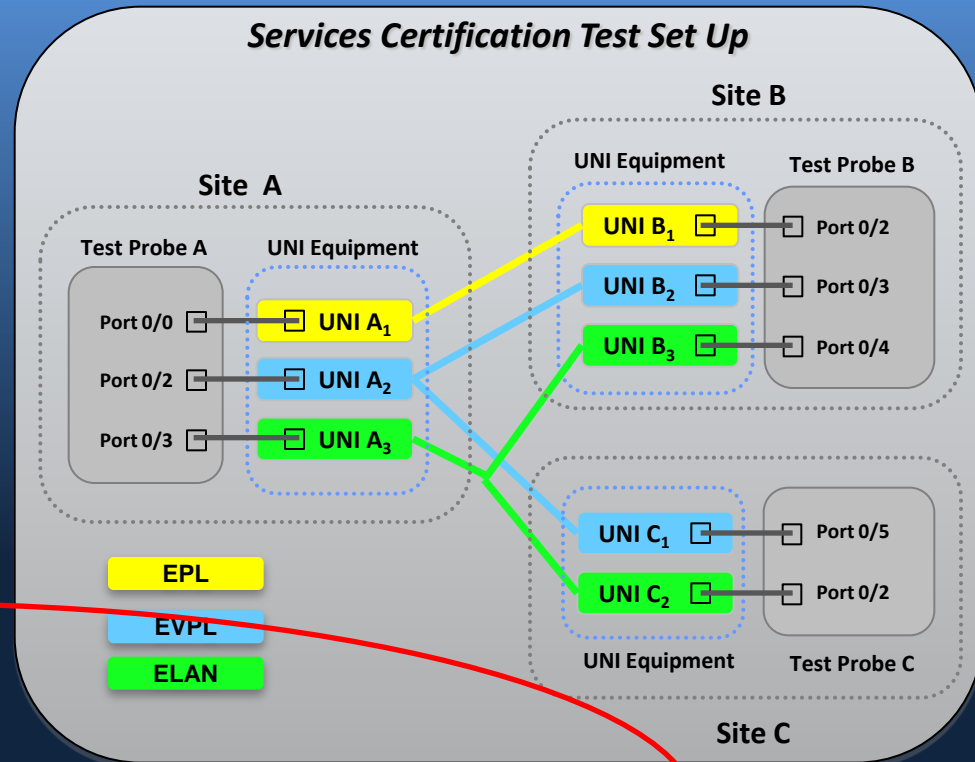 Services Certification Test Set Up
Site A
Test Probe A
UNI Equipment
Port 0/0
UNI A₁
Port 0/2
UNI A₂
Port 0/3
UNI A₃
Site B
UNI Equipment
Test Probe B
UNI B₁
Port 0/2
UNI B₂
Port 0/3
UNI B₃
Port 0/4
UNI C₁
Port 0/5
UNI C₂
Port 0/2
UNI Equipment
Test Probe C
Site C
EPL
EVPL
ELAN